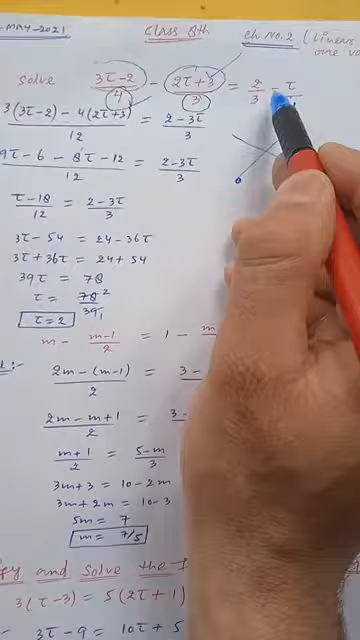 MAY-2021 Class 8th Ch No.2 (Linear
one va
Solve (3t-2)/4 - (2t+3)/3 = 2/3 - t
(3(3t-2) - 4(2t+3))/12 = (2-3t)/3
(9t-6-8t-12)/12 = (2-3t)/3
(t-18)/12 = (2-3t)/3
3t-54 = 24-36t
3t+36t = 24+54
39t = 78
t = 78/39 2 1
t=2
m - (m-1)/2 = 1 - m
(2m-(m-1))/2 = 3-
(2m-m+1)/2 = 3-
(m+1)/2 = (5-m)/3
3m+3 = 10-2m
3m+2m = 10-3
5m = 7
m = 7/5
fy and solve the f
3(t-3) = 5(2t+1)
3t-9 = 10t+5